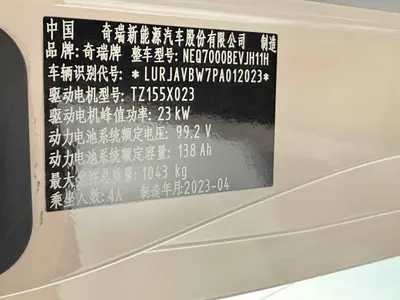 中国 奇瑞新能源汽车股份有限公司 制造
品牌:奇瑞牌 整车型号:NEQ7000BEVJH11H
车辆识别代号:*LURJAVBW7PA012023*
驱动电机型号:TZ155X023
驱动电机峰值功率:23 kW
动力电池系统额定电压:99.2 V
动力电池系统额定容量:138 Ah
最大允许总质量:1043 kg
乘坐人数:4人 制造年月:2023-04